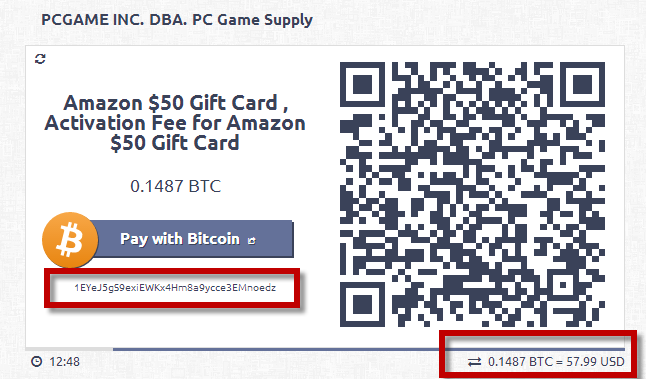 PCGAME INC. DBA. PC Game Supply
Amazon $50 Gift Card ,
Activation Fee for Amazon
$50 Gift Card
0.1487 BTC
Pay with Bitcoin
1EYeJ5gS9exiEWKx4Hm8a9ycce3EMnoedz
12:48
0.1487 BTC = 57.99 USD